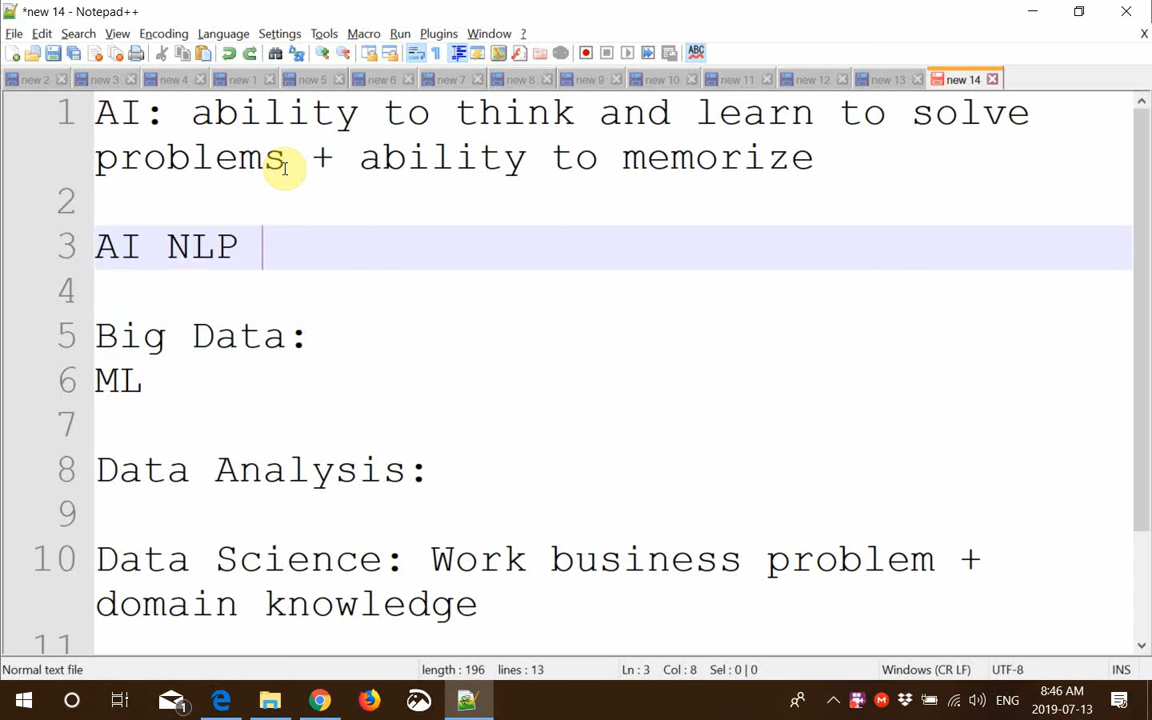 *new 14 - Notepad++
File Edit Search View Encoding Language Settings Tools Macro Run Plugins Window ? X
new 2 new 3 new 4 new 1 new 5 new 6 new 7 new 8 new 9 new 10 new 11 new 12 new 13 new 14
1 AI: ability to think and learn to solve
problems + ability to memorize
2
3 AI NLP
4
5 Big Data:
6 ML
7
8 Data Analysis:
9
10 Data Science: Work business problem +
domain knowledge
11
Normal text file length : 196 lines : 13 Ln : 3 Col : 8 Sel : 0 | 0 Windows (CR LF) UTF-8 INS
ENG 8:46 AM
2019-07-13